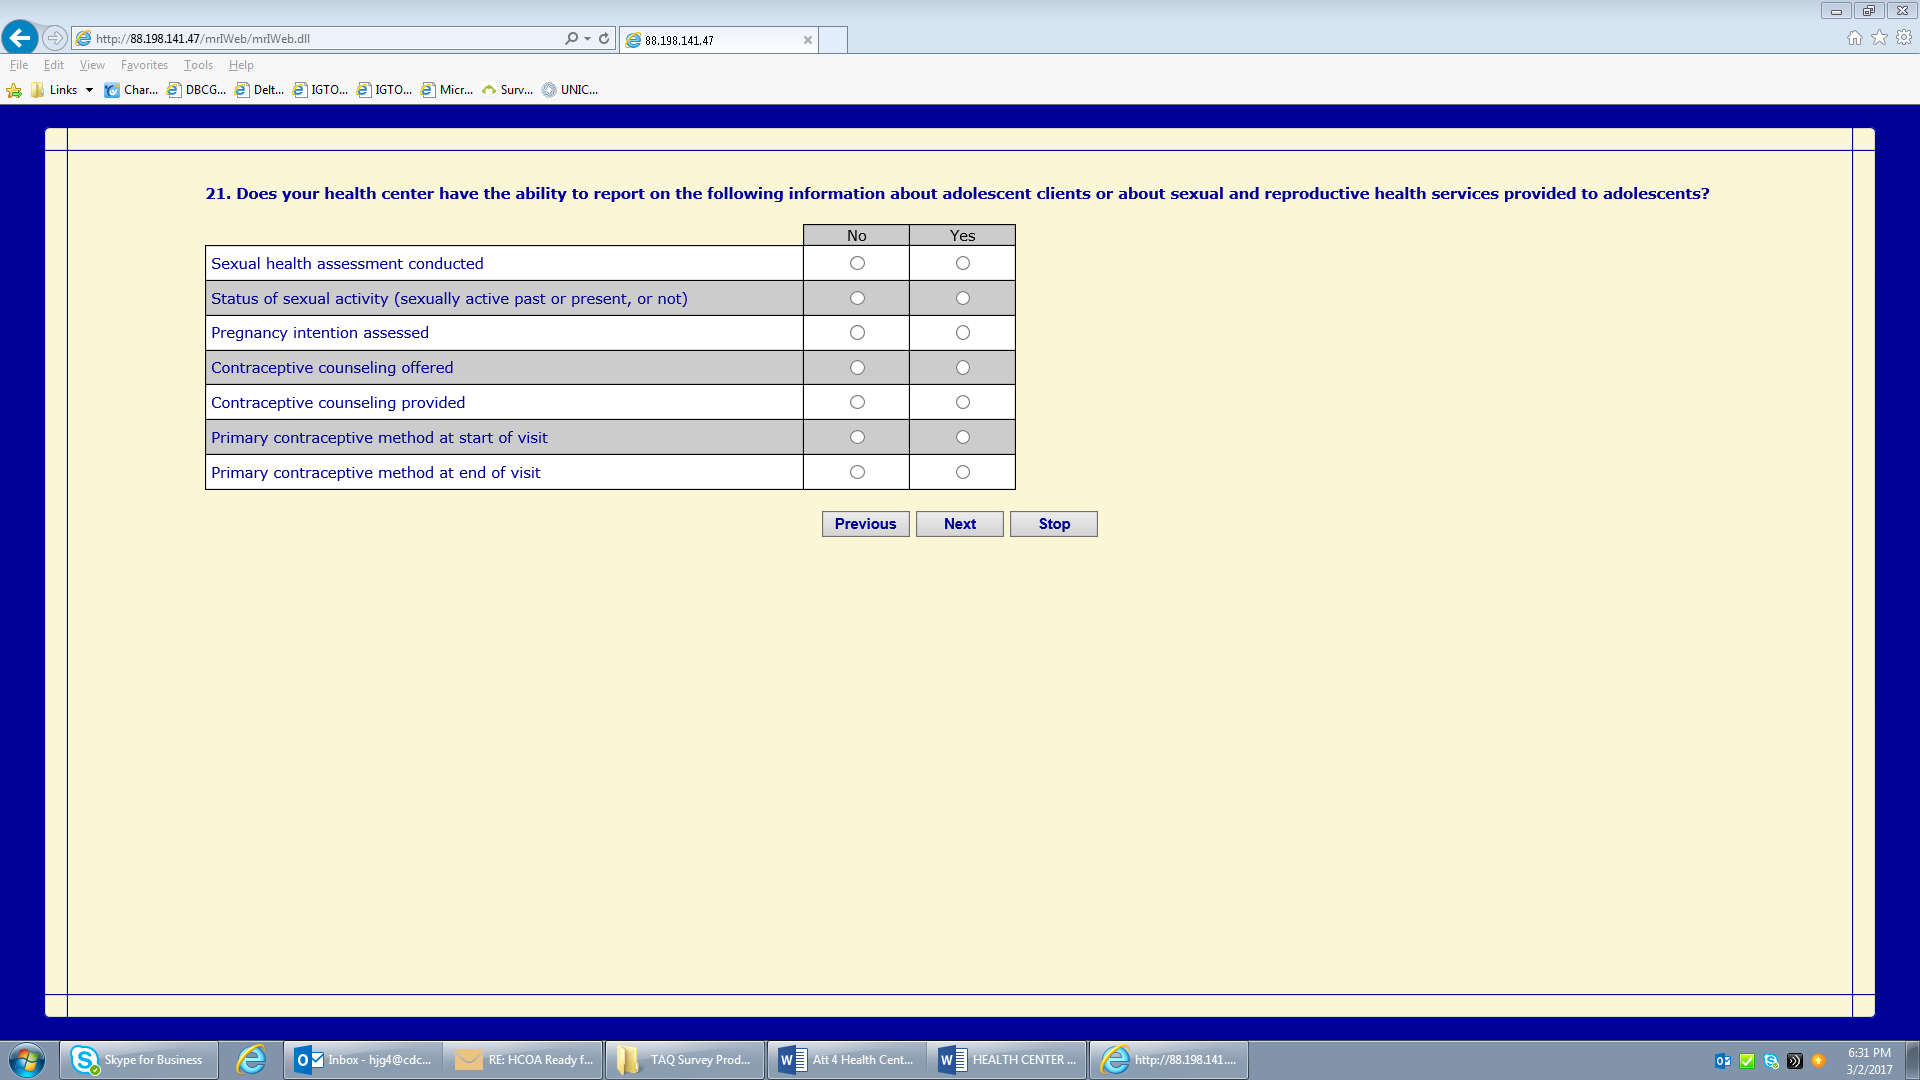 http://88.198.141.47/mrIWeb/mrIWeb.dll
88.198.141.47
File Edit View Favorites Tools Help
Links Char... DBCG... Delt... IGTO... IGTO... Micr... Surv... UNIC...
21. Does your health center have the ability to report on the following information about adolescent clients or about sexual and reproductive health services provided to adolescents?
No Yes
Sexual health assessment conducted
Status of sexual activity (sexually active past or present, or not)
Pregnancy intention assessed
Contraceptive counseling offered
Contraceptive counseling provided
Primary contraceptive method at start of visit
Primary contraceptive method at end of visit
Previous Next Stop
Skype for Business Inbox - hjg4@cdc... RE: HCOA Ready f... TAQ Survey Prod... Att 4 Health Cent... HEALTH CENTER ... http://88.198.141....
6:31 PM
3/2/2017